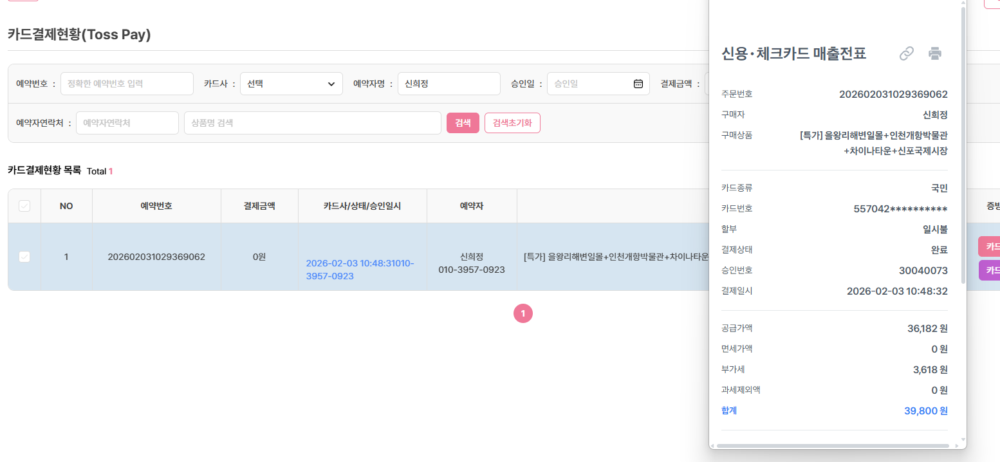 카드결제현황(Toss Pay)
예약번호 : 정확한 예약번호 입력 카드사 : 선택 예약자명 : 신희정 승인일 : 승인일 결제금액 :
예약자연락처 : 예약자연락처 상품명 검색 검색 검색초기화
카드결제현황 목록 Total 1
NO 예약번호 결제금액 카드사/상태/승인일시 예약자
1 202602031029369062 0원 2026-02-03 10:48:31010-
3957-0923
신희정
010-3957-0923
[특가] 을왕리해변일몰+인천개항박물관+차이나타운
1
신용·체크카드 매출전표
주문번호 202602031029369062
구매자 신희정
구매상품 [특가] 을왕리해변일몰+인천개항박물관
+차이나타운+신포국제시장
카드종류 국민
카드번호 557042**********
할부 일시불
결제상태 완료
승인번호 30040073
결제일시 2026-02-03 10:48:32
공급가액 36,182 원
면세가액 0 원
부가세 3,618 원
과세제외액 0 원
합계 39,800 원
카드
카드